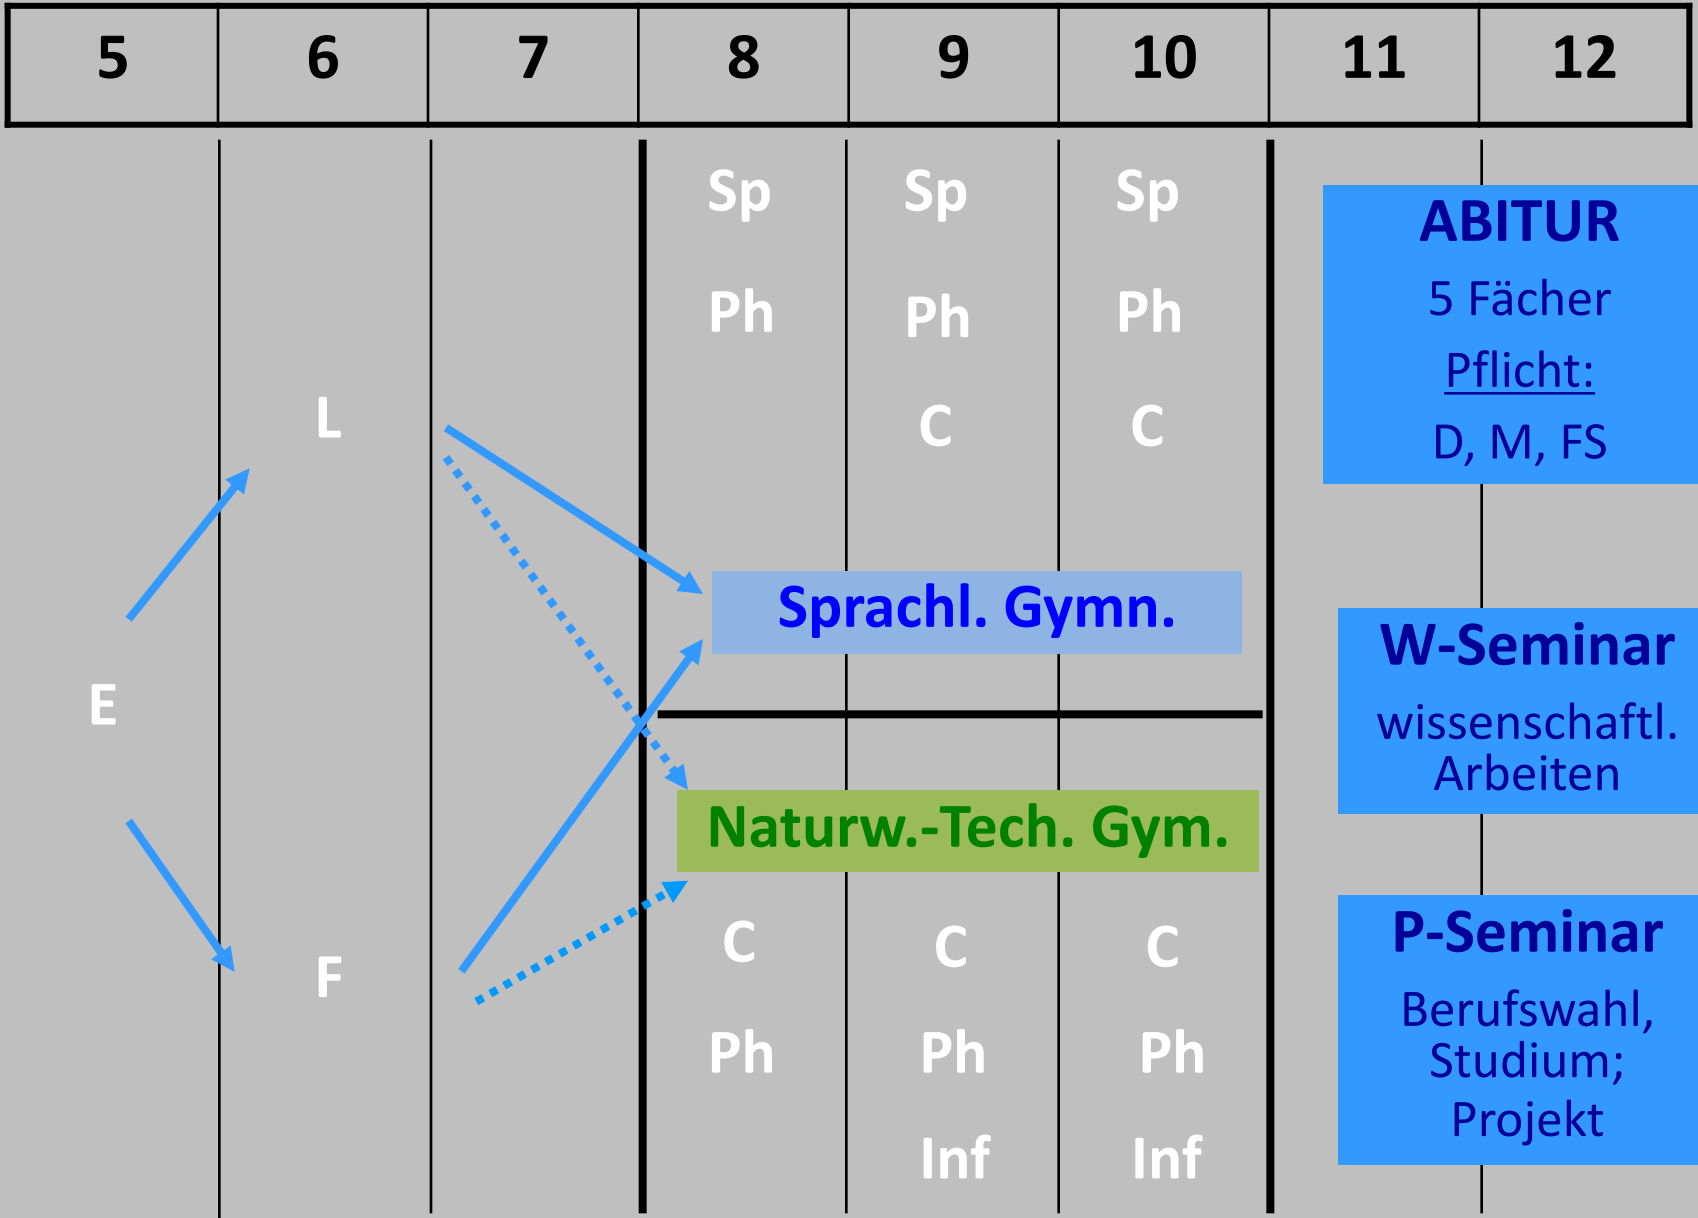 5 6 7 8 9 10 11 12
Sp Sp Sp
Ph Ph Ph
L C C
Sprachl. Gymn.
E
Naturw.-Tech. Gym.
F C C C
Ph Ph Ph
Inf Inf
ABITUR
5 Fächer
Pflicht:
D, M, FS
W-Seminar
wissenschaftl.
Arbeiten
P-Seminar
Berufswahl,
Studium;
Projekt